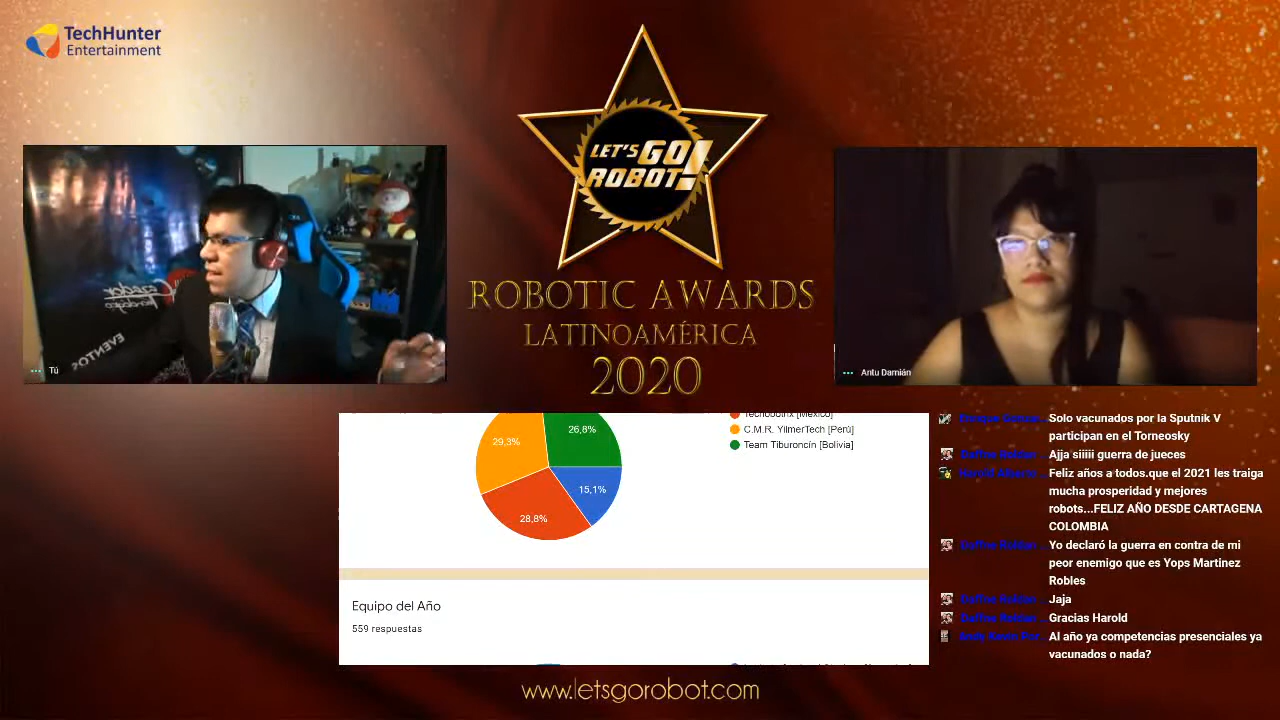 TechHunter
Entertainment
LET'S GO
ROBOT!
ROBOTIC AWARDS
LATINOAMÉRICA
2020
EVENTOS
Tú
Antu Damián
Techobotrix [México]
C.M.R. YilmerTech [Perú]
Team Tiburoncín [Bolivia]
26,8%
29,3%
15,1%
28,8%
Equipo del Año
559 respuestas
Solo vacunados por la Sputnik V
participan en el Torneosky
Ajja siiiii guerra de jueces
Feliz años a todos.que el 2021 les traiga
mucha prosperidad y mejores
robots...FELIZ AÑO DESDE CARTAGENA
COLOMBIA
Yo declaró la guerra en contra de mi
peor enemigo que es Yops Martinez
Robles
Jaja
Gracias Harold
Al año ya competencias presenciales ya
vacunados o nada?
www.letsgorobot.com